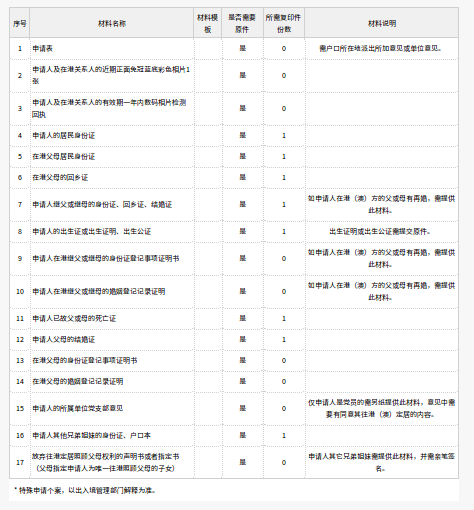 序号 材料名称 材料模板 是否需要原件 所需复印件份数 材料说明
1 申请表 是 0 需户口所在地派出所加意见或单位意见。
2 申请人及在港关系人的近期正面免冠蓝底彩色相片1张 是 0
3 申请人及在港关系人的有效期一年内数码相片检测回执 是 0
4 申请人的居民身份证 是 1
5 在港父母居民身份证 是 1
6 在港父母的回乡证 是 1
7 申请人继父或继母的身份证、回乡证、结婚证 是 1 如申请人在港（澳）方的父或母有再婚，需提供此材料。
8 申请人的出生证或出生证明、出生公证 是 1 出生证明或出生公证需提交原件。
9 申请人在港继父或继母的身份证登记事项证明书 是 0 如申请人在港（澳）方的父或母有再婚，需提供此材料。
10 申请人在港继父或继母的婚姻登记记录证明 是 0 如申请人在港（澳）方的父或母有再婚，需提供此材料。
11 申请人已故父或母的死亡证 是 1
12 申请人父母的结婚证 是 1
13 在港父母的身份证登记事项证明书 是 0
14 在港父母的婚姻登记记录证明 是 0
15 申请人的所属单位党支部意见 是 0 仅申请人是党员的需另纸提供此材料，意见中需要有同意其往港（澳）定居的内容。
16 申请人其他兄弟姐妹的身份证、户口本 是 1
17 放弃往港定居照顾父母权利的声明书或者指定书（父母指定申请人为唯一往港照顾父母的子女） 是 0 申请人其它兄弟姐妹需提供此材料，并需亲笔签名。
* 特殊申请个案，以出入境管理部门解释为准。